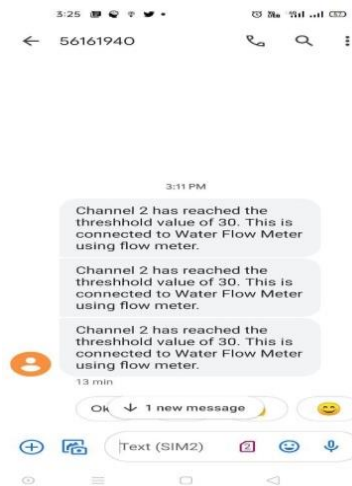 3:25
56161940
3:11 PM
Channel 2 has reached the
threshhold value of 30. This is
connected to Water Flow Meter
using flow meter.
Channel 2 has reached the
threshhold value of 30. This is
connected to Water Flow Meter
using flow meter.
Channel 2 has reached the
threshhold value of 30. This is
connected to Water Flow Meter
using flow meter.
13 min
Ok ↓ 1 new message
Text (SIM2) 2